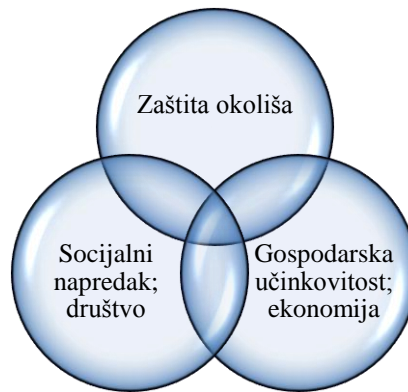 Zaštita okoliša
Socijalni
napredak;
društvo
Gospodarska
učinkovitost;
ekonomija